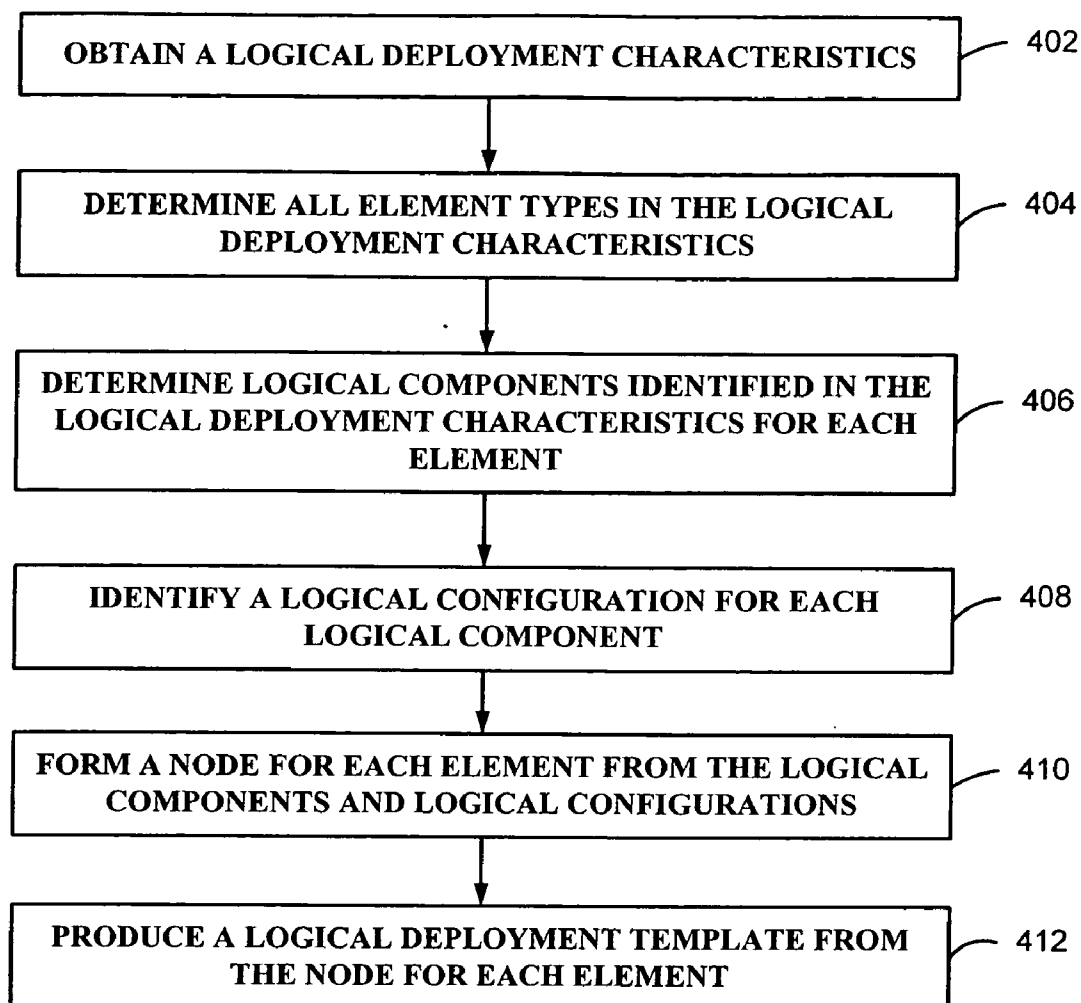 OBTAIN A LOGICAL DEPLOYMENT CHARACTERISTICS
402
DETERMINE ALL ELEMENT TYPES IN THE LOGICAL
DEPLOYMENT CHARACTERISTICS
404
DETERMINE LOGICAL COMPONENTS IDENTIFIED IN THE
LOGICAL DEPLOYMENT CHARACTERISTICS FOR EACH
ELEMENT
406
IDENTIFY A LOGICAL CONFIGURATION FOR EACH
LOGICAL COMPONENT
408
FORM A NODE FOR EACH ELEMENT FROM THE LOGICAL
COMPONENTS AND LOGICAL CONFIGURATIONS
410
PRODUCE A LOGICAL DEPLOYMENT TEMPLATE FROM
THE NODE FOR EACH ELEMENT
412